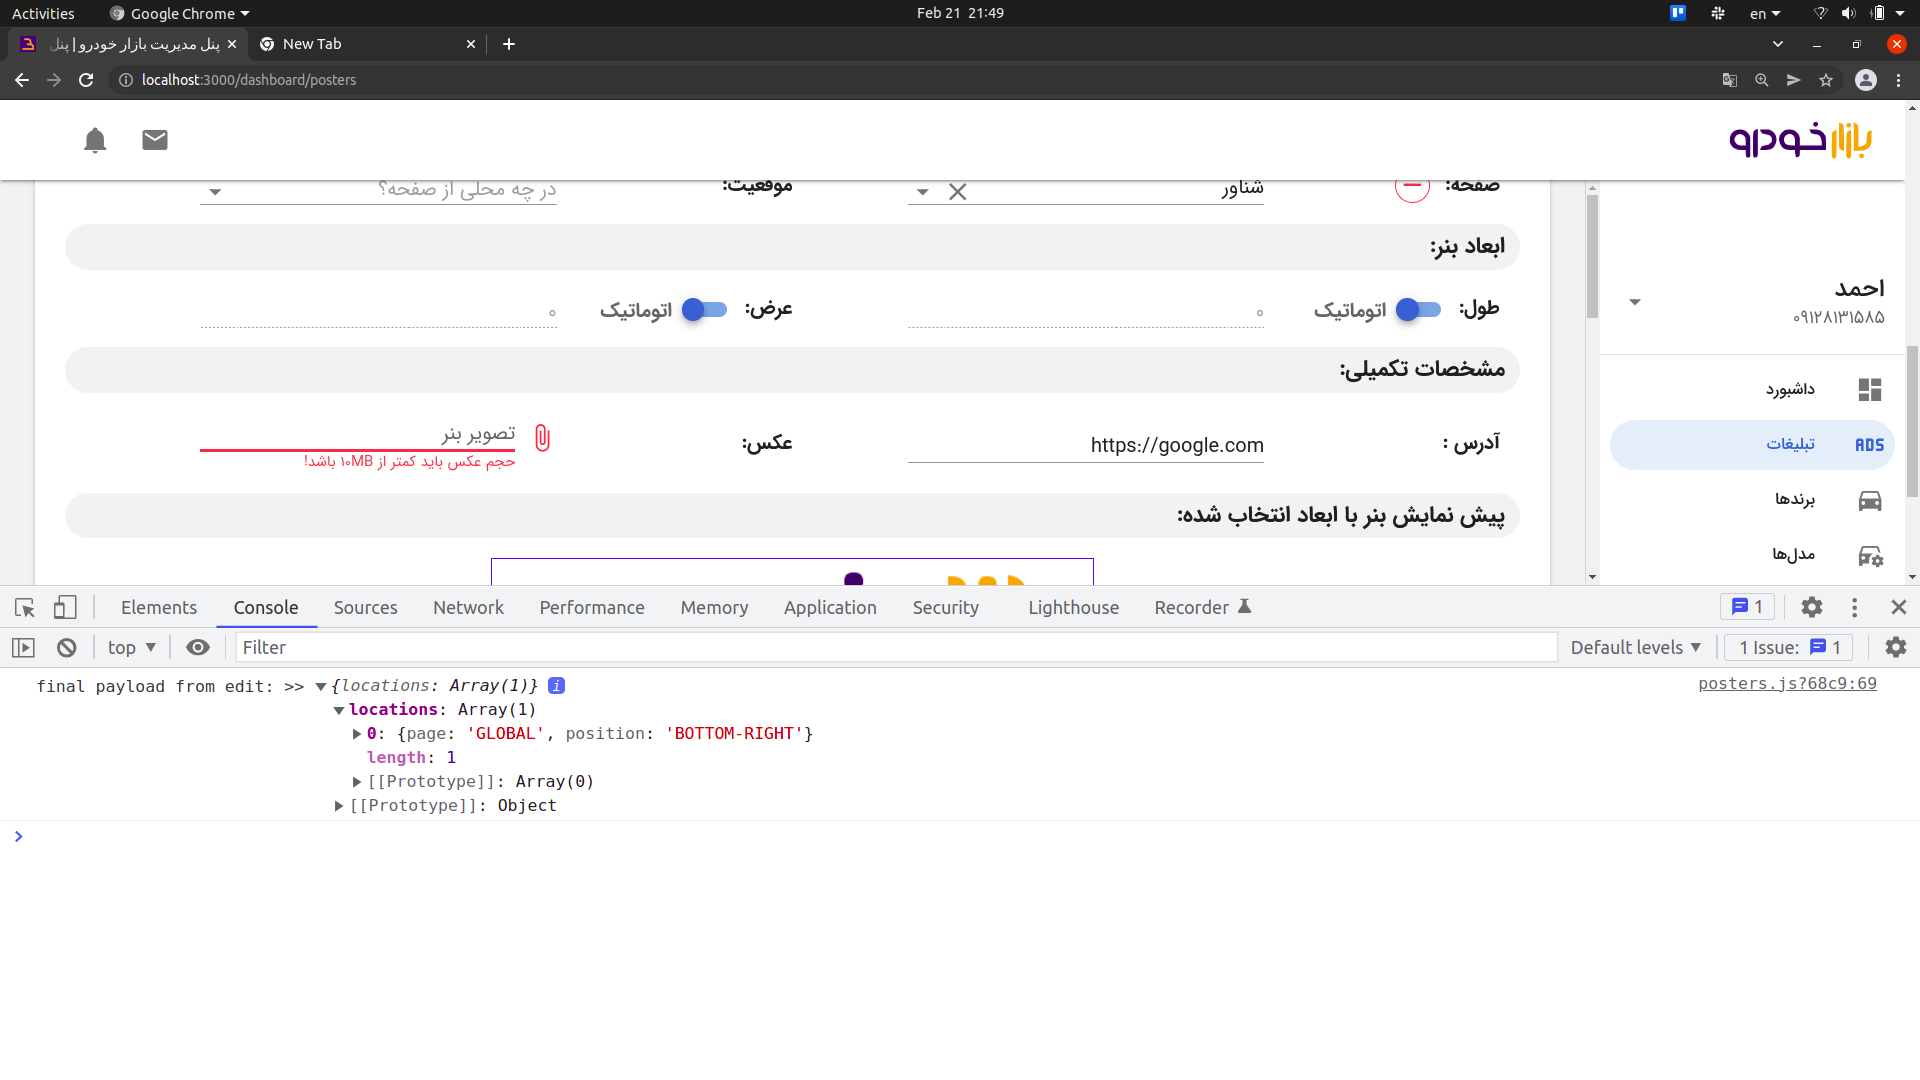 Activities Google Chrome Feb 21 21:49 en
پنل مدیریت بازار خودرو | پنل New Tab
localhost:3000/dashboard/posters
بازار خودرو
صفحه: شناور موقعیت: در چه محلی از صفحه؟
ابعاد بنر:
طول: اتوماتیک ۰ عرض: اتوماتیک ۰
مشخصات تکمیلی:
آدرس : https://google.com عکس: تصویر بنر
حجم عکس باید کمتر از ۱۰MB باشد!
پیش نمایش بنر با ابعاد انتخاب شده:
احمد
۰۹۱۲۸۱۳۱۵۸۵
داشبورد
تبلیغات ADS
برندها
مدل‌ها
Elements Console Sources Network Performance Memory Application Security Lighthouse Recorder 1
top Filter Default levels 1 Issue: 1
final payload from edit: >> {locations: Array(1)} i posters.js?68c9:69
locations: Array(1)
0: {page: 'GLOBAL', position: 'BOTTOM-RIGHT'}
length: 1
[[Prototype]]: Array(0)
[[Prototype]]: Object